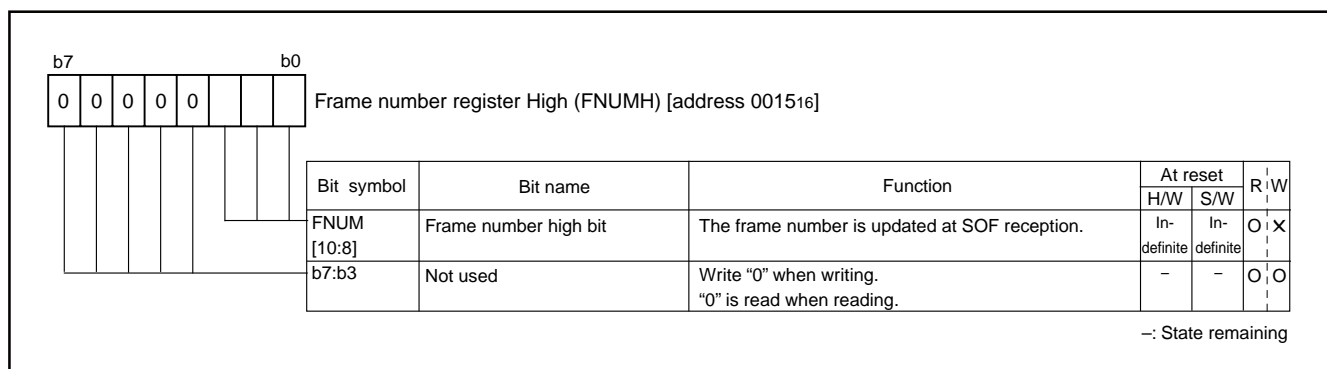 b7 b0
0 0 0 0 0
Frame number register High (FNUMH) [address 001516]
Bit symbol Bit name Function At reset R W
H/W S/W
FNUM Frame number high bit The frame number is updated at SOF reception. In- In- O ×
[10:8] definite definite
b7:b3 Not used Write “0” when writing. – – O O
“0” is read when reading.
–: State remaining